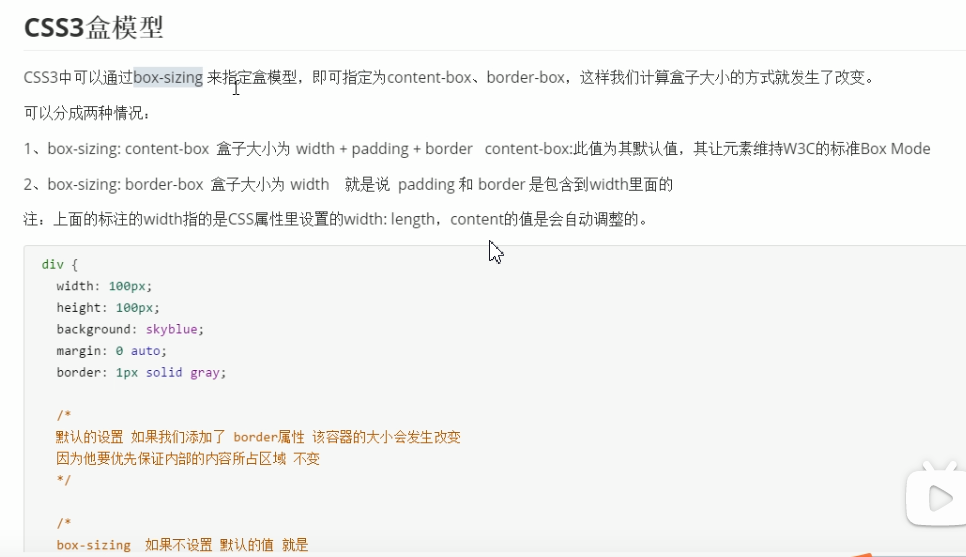 CSS3盒模型
CSS3中可以通过box-sizing 来指定盒模型，即可指定为content-box、border-box，这样我们计算盒子大小的方式就发生了改变。
可以分成两种情况：
1、box-sizing: content-box 盒子大小为 width + padding + border content-box:此值为其默认值，其让元素维持W3C的标准Box Mode
2、box-sizing: border-box 盒子大小为 width 就是说 padding 和 border 是包含到width里面的
注：上面的标注的width指的是CSS属性里设置的width: length，content的值是会自动调整的。
div {
width: 100px;
height: 100px;
background: skyblue;
margin: 0 auto;
border: 1px solid gray;
/*
默认的设置 如果我们添加了 border属性 该容器的大小会发生改变
因为他要优先保证内部的内容所占区域 不变
*/
/*
box-sizing 如果不设置 默认的值 就是